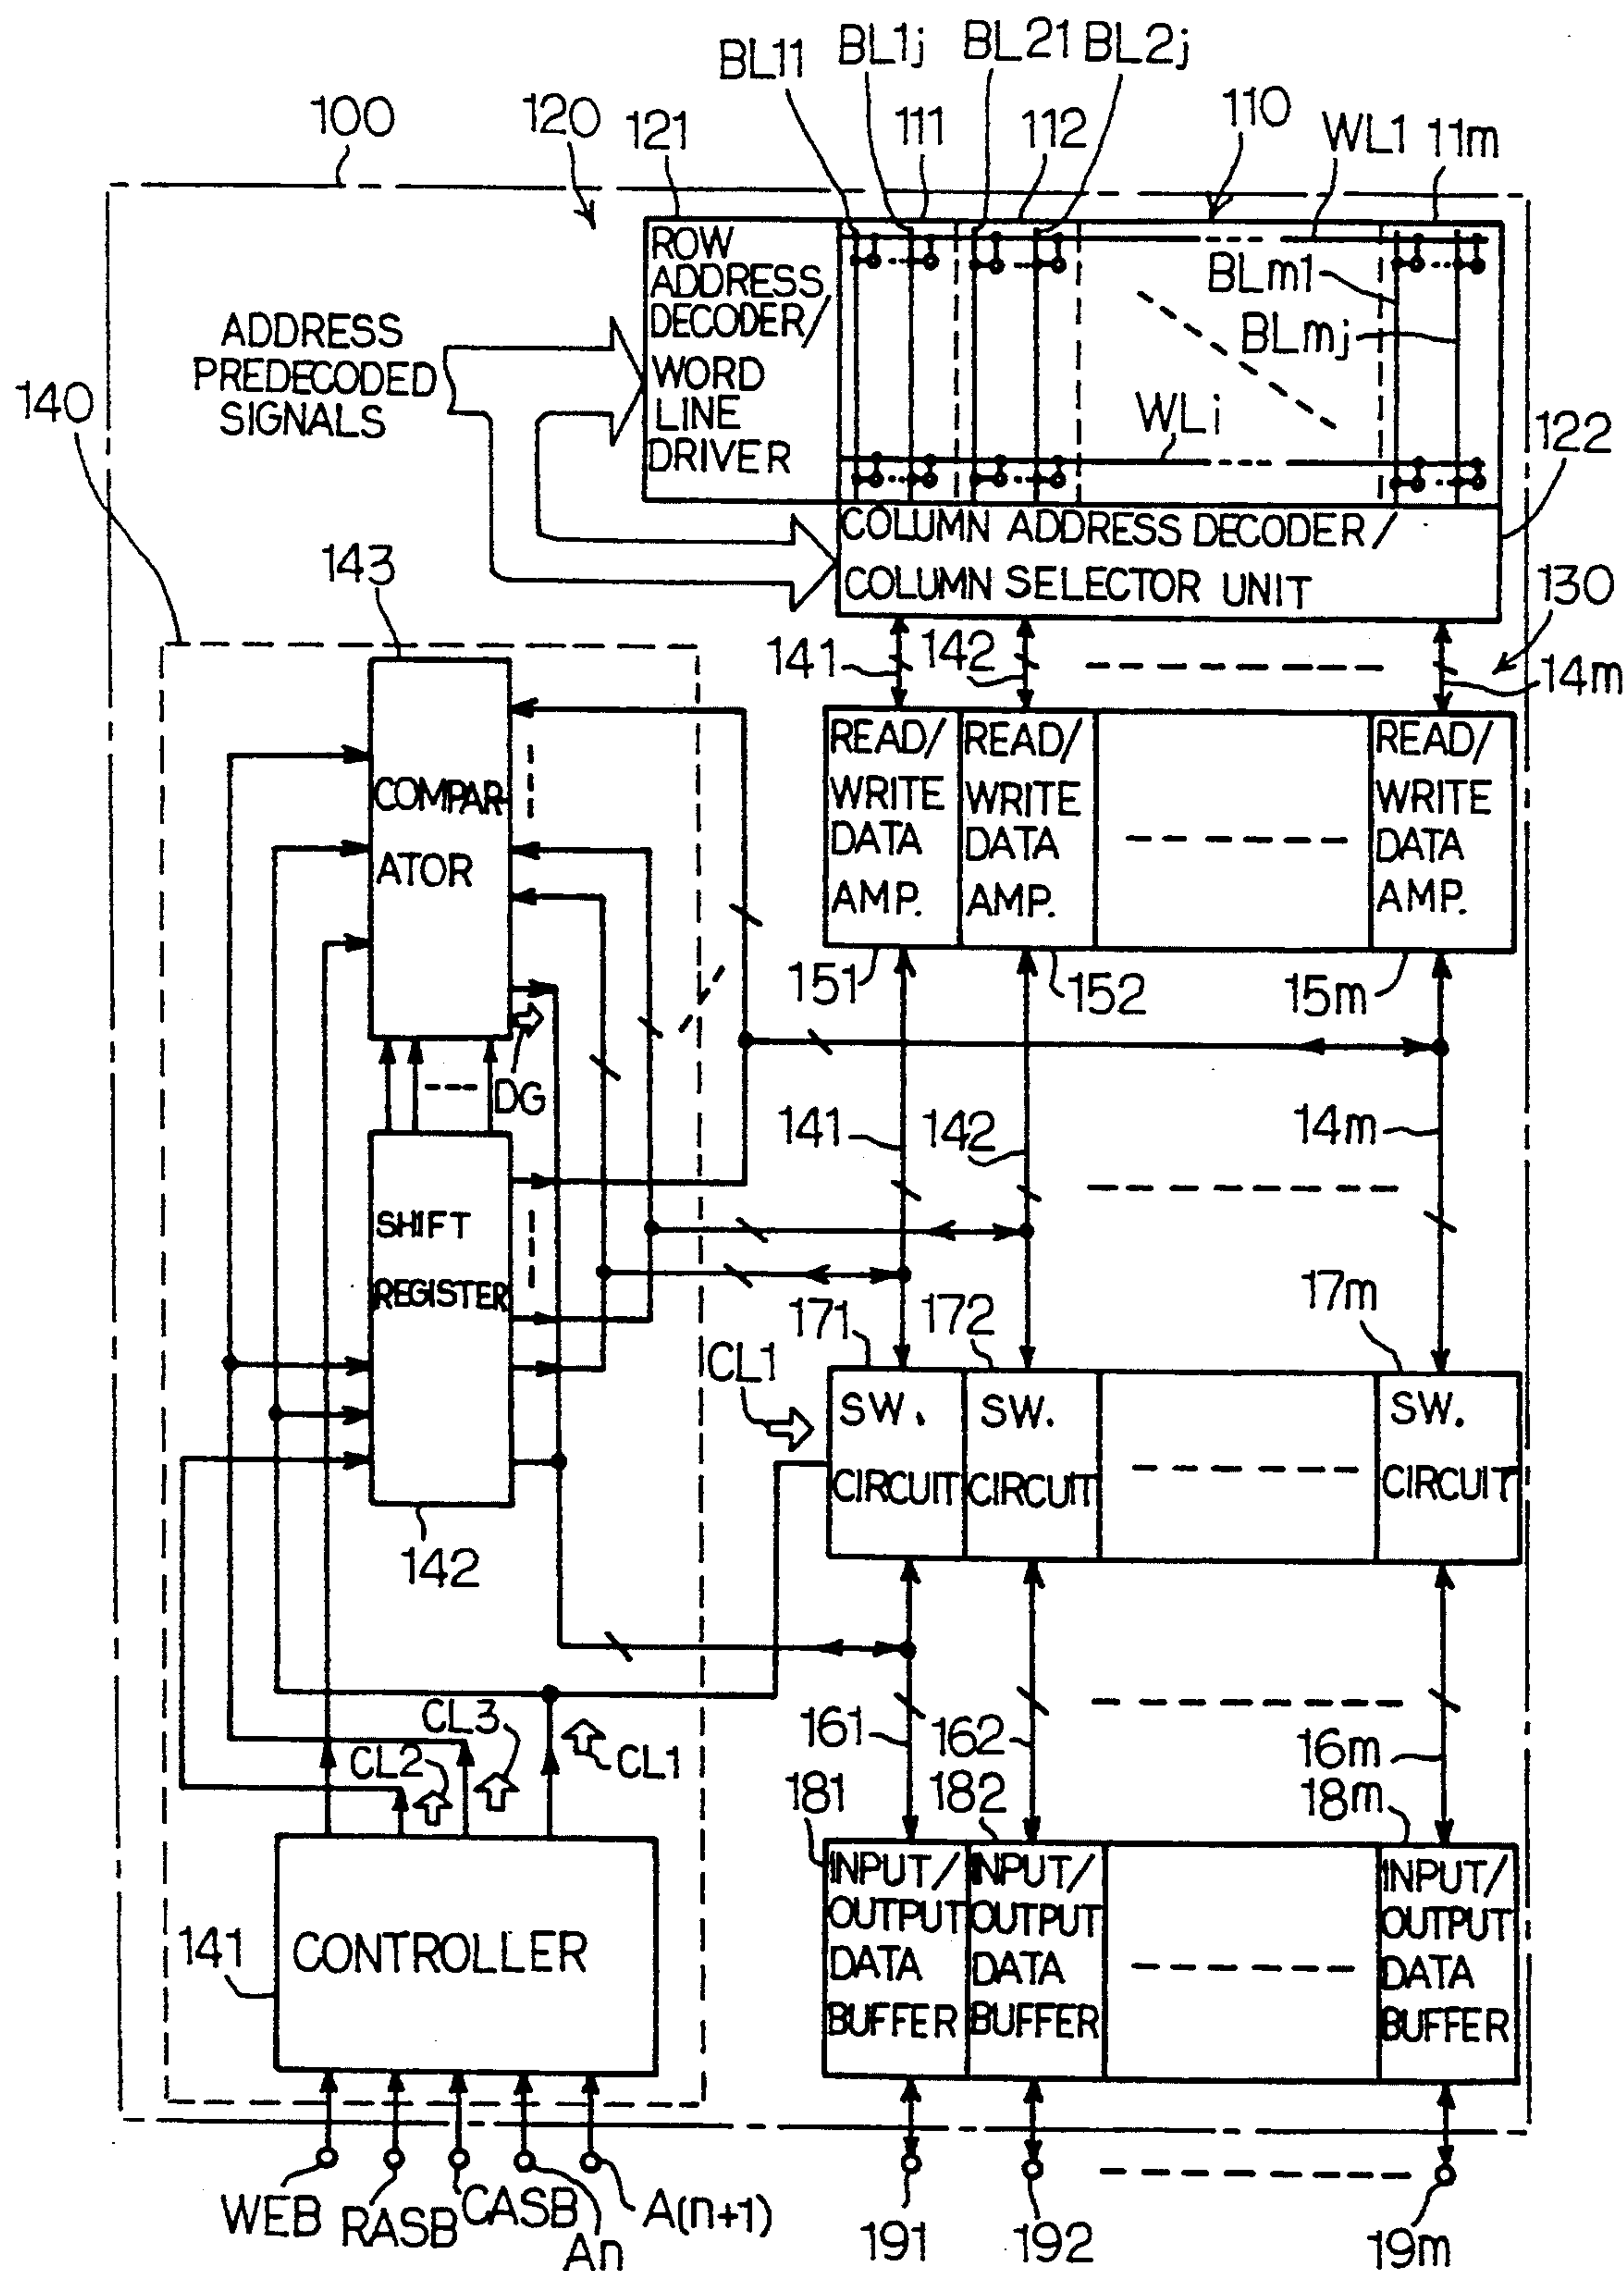 BL11 BL1j BL21 BL2j
100 120 121 111 112 110 WL1 11m
ROW
ADDRESS
DECODER/
WORD
LINE
DRIVER
BLm1
BLmj
WLi
122
ADDRESS
PREDECODED
SIGNALS
140
COLUMN ADDRESS DECODER/
COLUMN SELECTOR UNIT
130
143
141 142 14m
COMPAR-
ATOR
READ/
WRITE
DATA
AMP.
READ/
WRITE
DATA
AMP.
READ/
WRITE
DATA
AMP.
151 152 15m
DG
141 142 14m
SHIFT
REGISTER
142
171 172 17m
CL1
SW.
CIRCUIT
SW.
CIRCUIT
SW.
CIRCUIT
CL3
CL2
CL1
161 162 16m
181 182 18m
141
CONTROLLER
INPUT/
OUTPUT
DATA
BUFFER
INPUT/
OUTPUT
DATA
BUFFER
INPUT/
OUTPUT
DATA
BUFFER
WEB RASB CASB An A(n+1)
191 192 19m